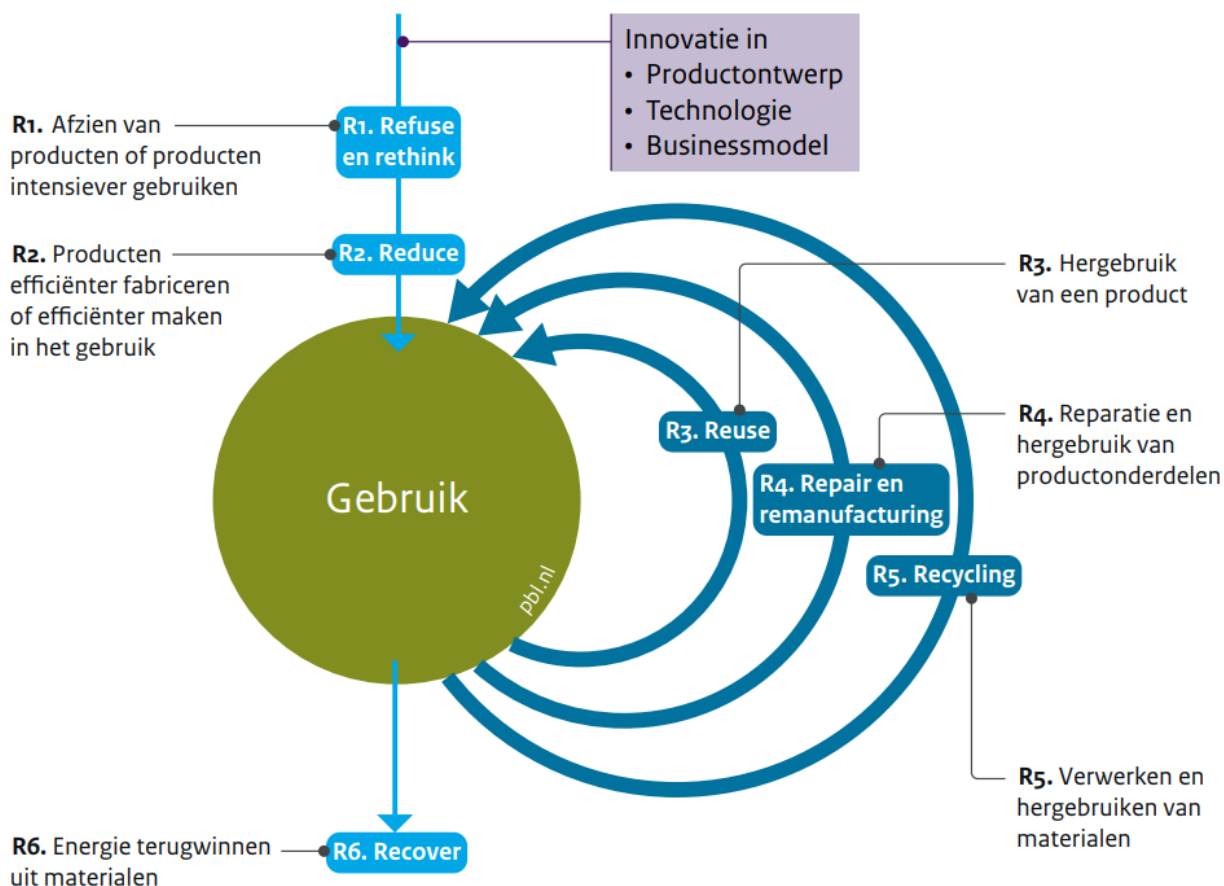 Innovatie in
• Productontwerp
• Technologie
• Businessmodel
R1. Afzien van
producten of producten
intensiever gebruiken
R1. Refuse
en rethink
R2. Producten
efficiënter fabriceren
of efficiënter maken
in het gebruik
R2. Reduce
R3. Hergebruik
van een product
R3. Reuse
R4. Reparatie en
hergebruik van
productonderdelen
R4. Repair en
remanufacturing
Gebruik
pbl.nl
R5. Recycling
R5. Verwerken en
hergebruiken van
materialen
R6. Energie terugwinnen
uit materialen
R6. Recover